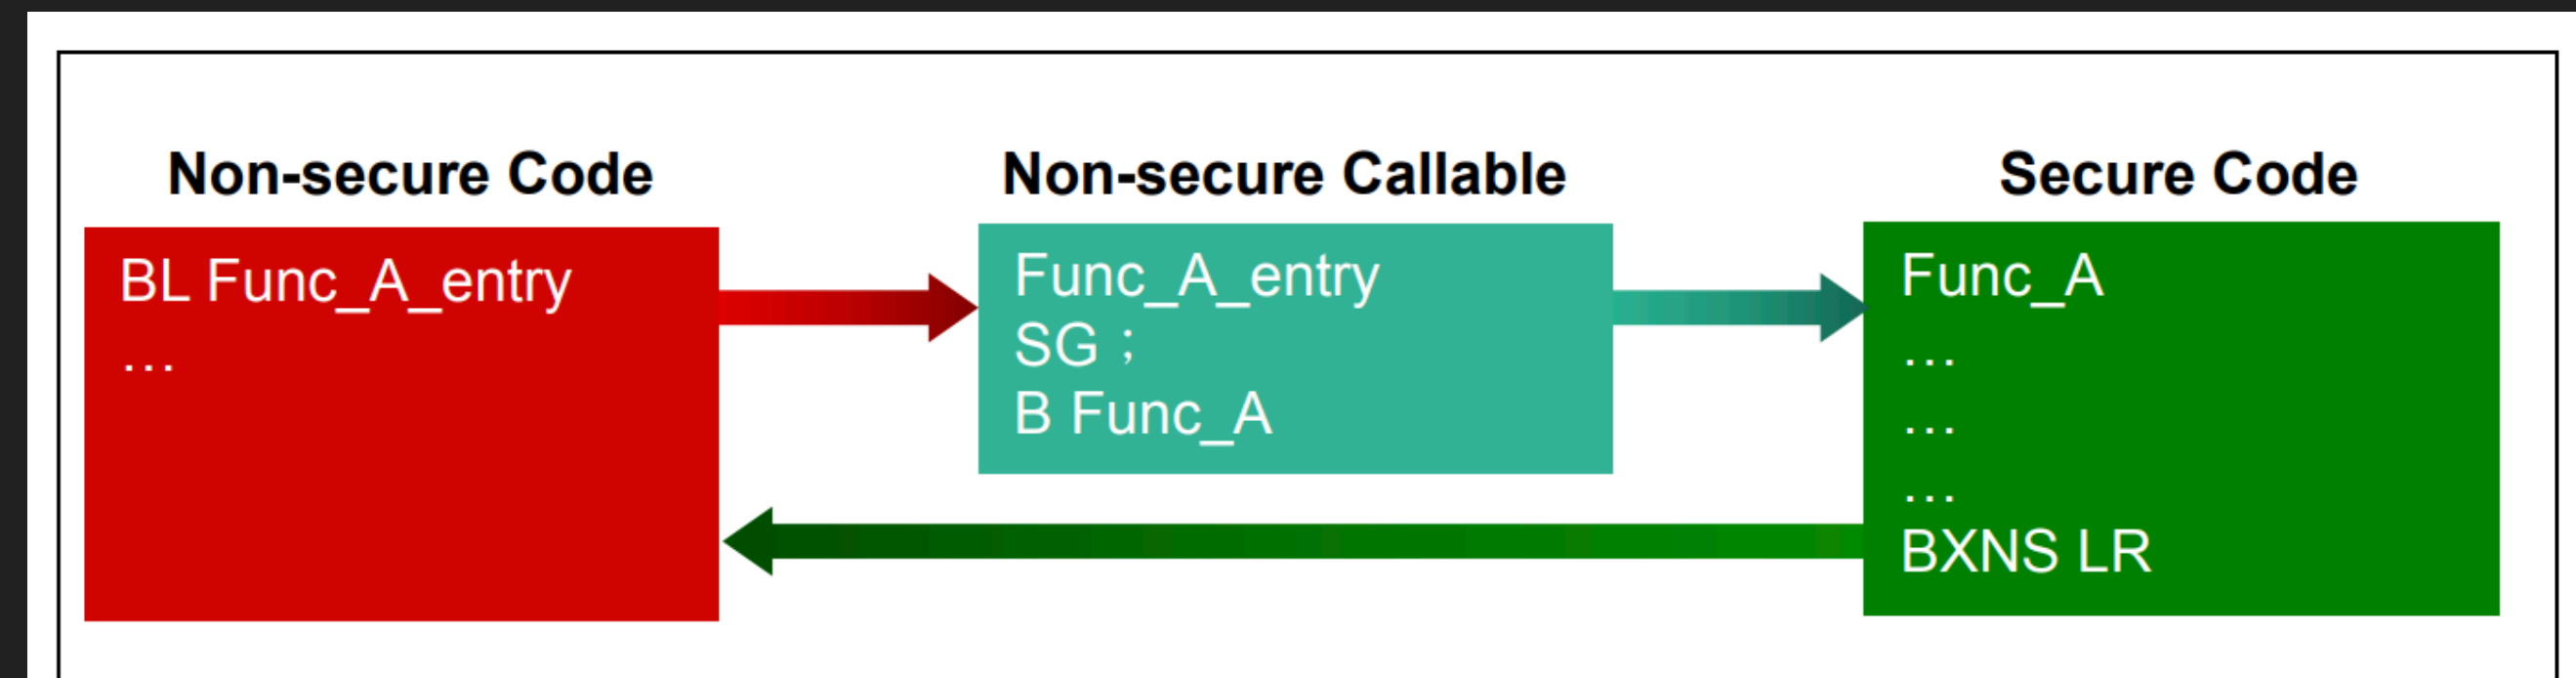 Non-secure Code
BL Func_A_entry
...
Non-secure Callable
Func_A_entry
SG ;
B Func_A
Secure Code
Func_A
...
...
...
BXNS LR